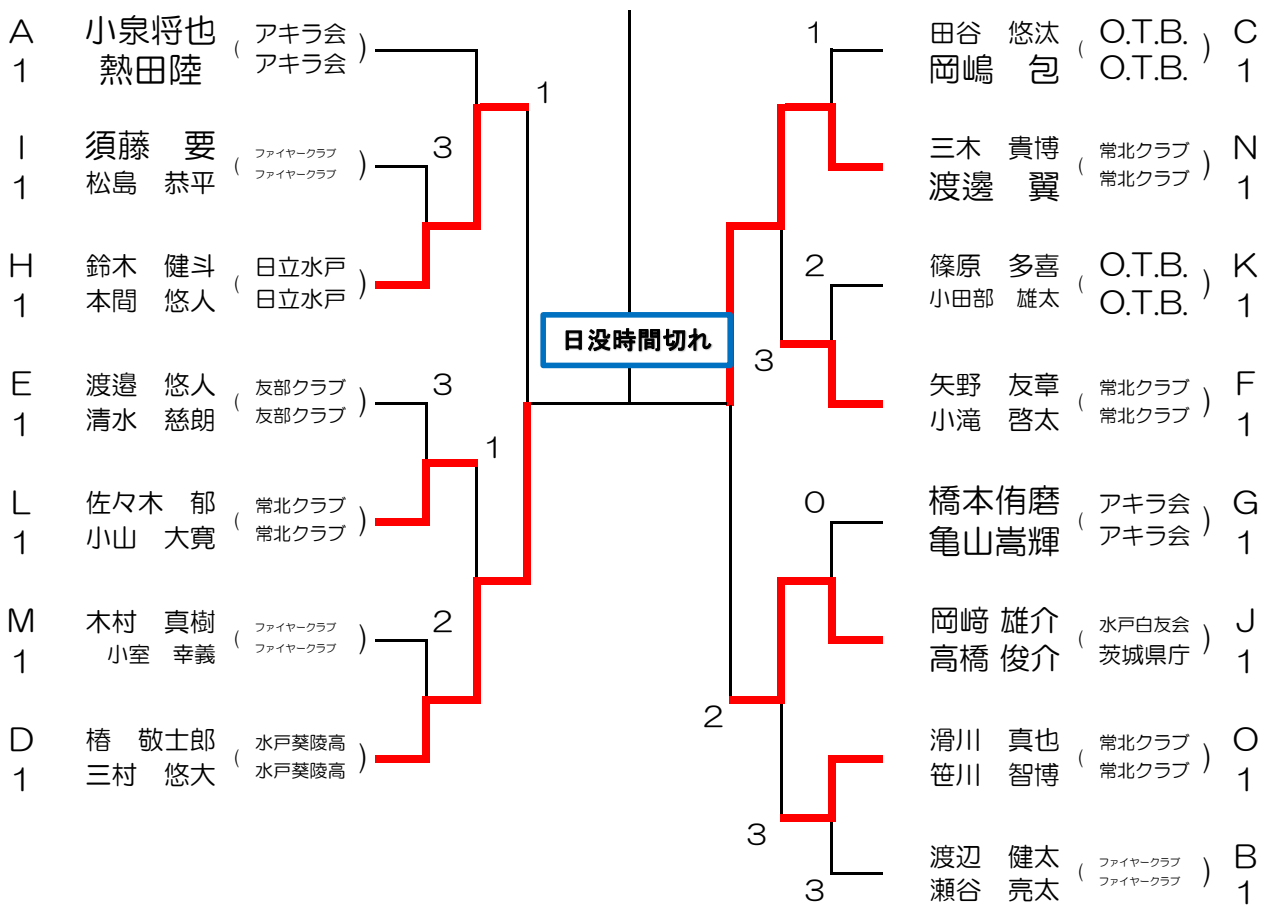 A 小泉将也 ( アキラ会 )
1 熱田陸 アキラ会
1
I 須藤 要 ( ファイヤークラブ )
1 松島 恭平 ファイヤークラブ
3
H 鈴木 健斗 ( 日立水戸 )
1 本間 悠人 日立水戸
E 渡邉 悠人 ( 友部クラブ )
1 清水 慈朗 友部クラブ
3
1
L 佐々木 郁 ( 常北クラブ )
1 小山 大寛 常北クラブ
M 木村 真樹 ( ファイヤークラブ )
1 小室 幸義 ファイヤークラブ
2
D 椿 敬士郎 ( 水戸葵陵高 )
1 三村 悠大 水戸葵陵高
日没時間切れ
1
田谷 悠汰 ( O.T.B. ) C
岡嶋 包 O.T.B. 1
三木 貴博 ( 常北クラブ ) N
渡邊 翼 常北クラブ 1
2
篠原 多喜 ( O.T.B. ) K
小田部 雄太 O.T.B. 1
3
矢野 友章 ( 常北クラブ ) F
小滝 啓太 常北クラブ 1
0
橋本侑磨 ( アキラ会 ) G
亀山嵩輝 アキラ会 1
岡﨑 雄介 ( 水戸白友会 ) J
高橋 俊介 茨城県庁 1
2
滑川 真也 ( 常北クラブ ) O
笹川 智博 常北クラブ 1
3
渡辺 健太 ( ファイヤークラブ ) B
瀬谷 亮太 ファイヤークラブ 1
3